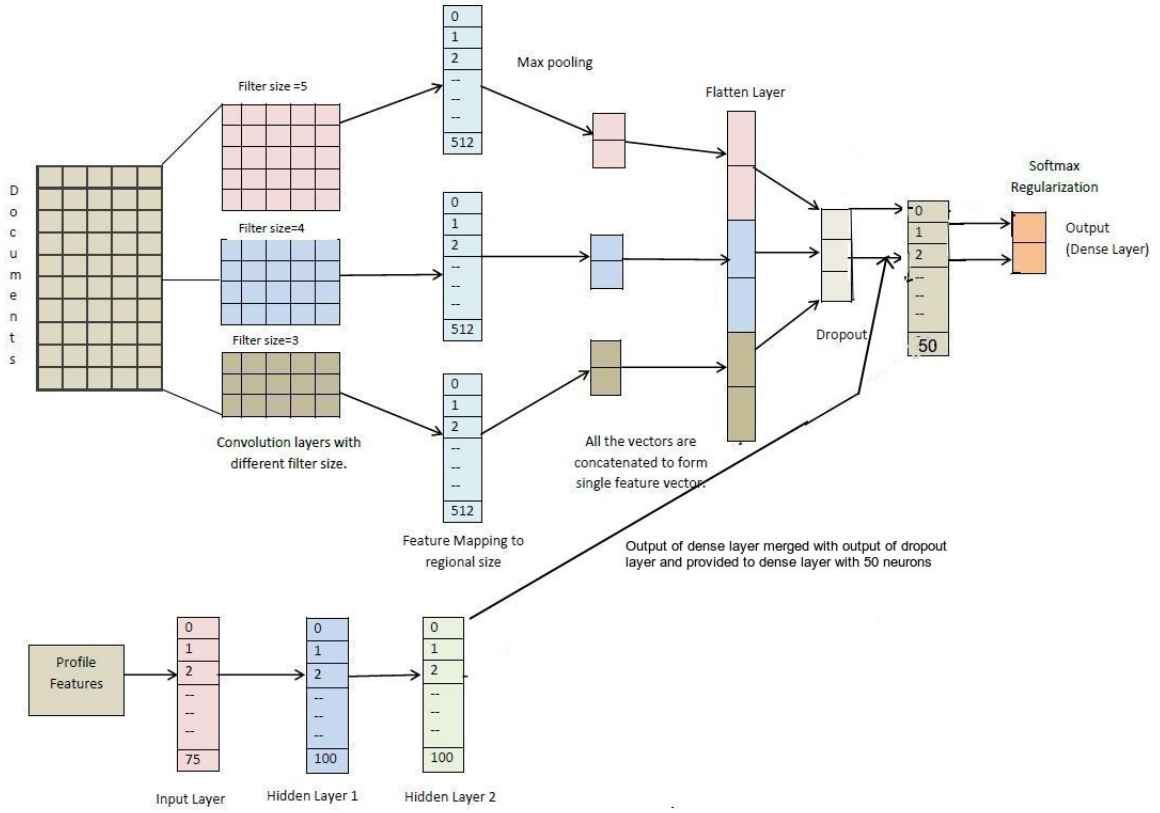 D
o
c
u
m
e
n
t
s
Filter size =5
Filter size=4
Filter size=3
Convolution layers with
different filter size.
0
1
2
--
--
--
512
0
1
2
--
--
--
512
0
1
2
--
--
--
512
Feature Mapping to
regional size
Max pooling
All the vectors are
concatenated to form
single feature vector.
Flatten Layer
Dropout
0
1
2
--
--
--
50
Softmax
Regularization
Output
(Dense Layer)
Output of dense layer merged with output of dropout
layer and provided to dense layer with 50 neurons
Profile
Features
0
1
2
--
--
--
75
Input Layer
0
1
2
--
--
--
100
Hidden Layer 1
0
1
2
--
--
--
100
Hidden Layer 2